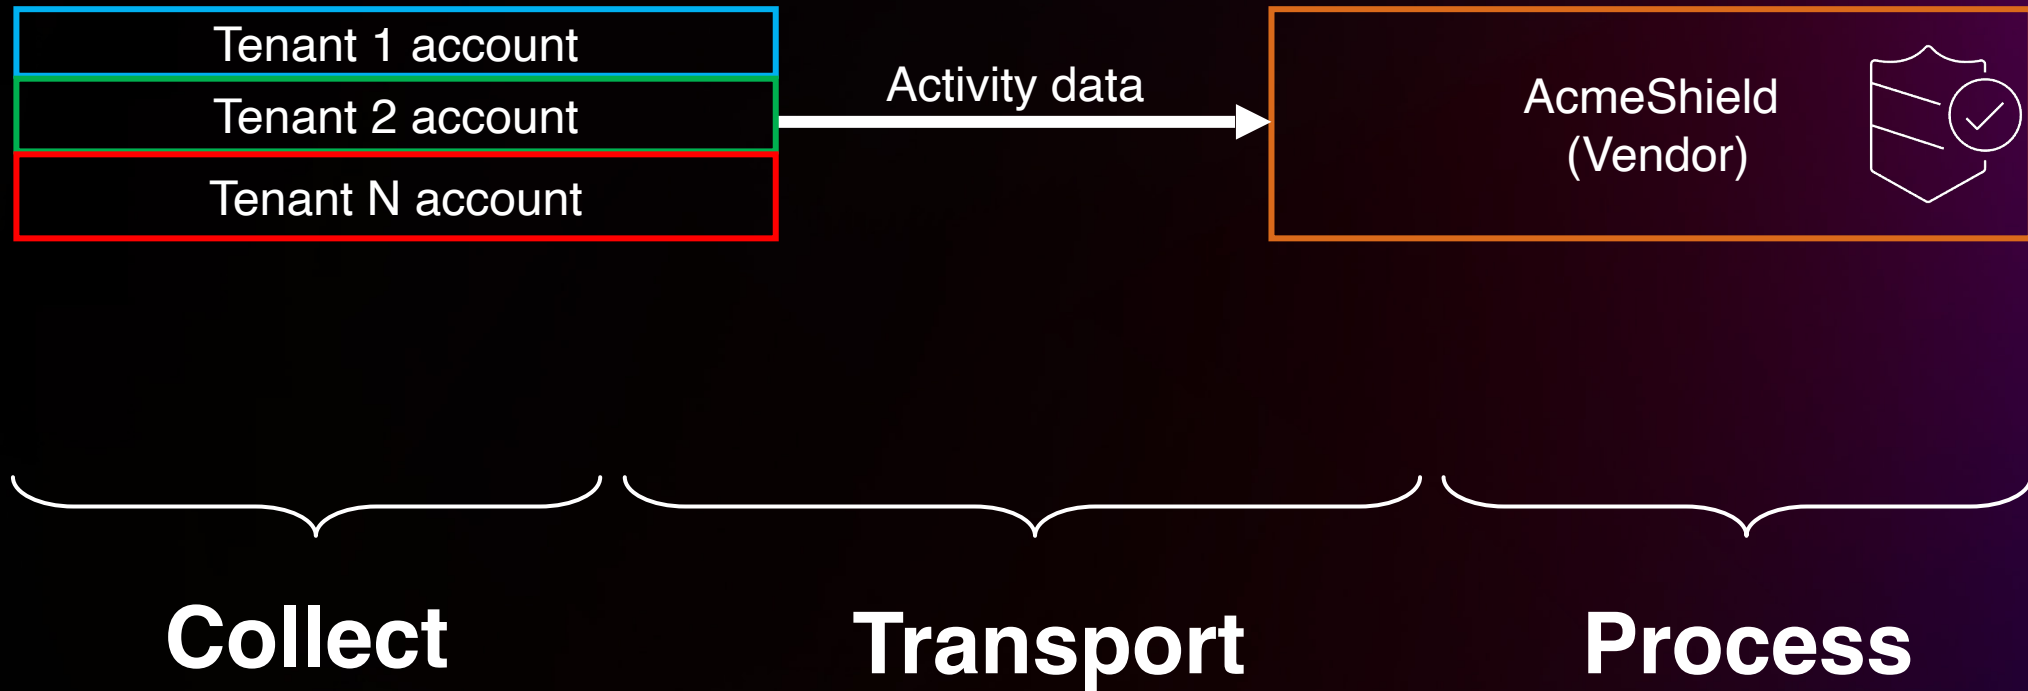 Tenant 1 account
Tenant 2 account
Tenant N account
Activity data
AcmeShield
(Vendor)
Collect
Transport
Process